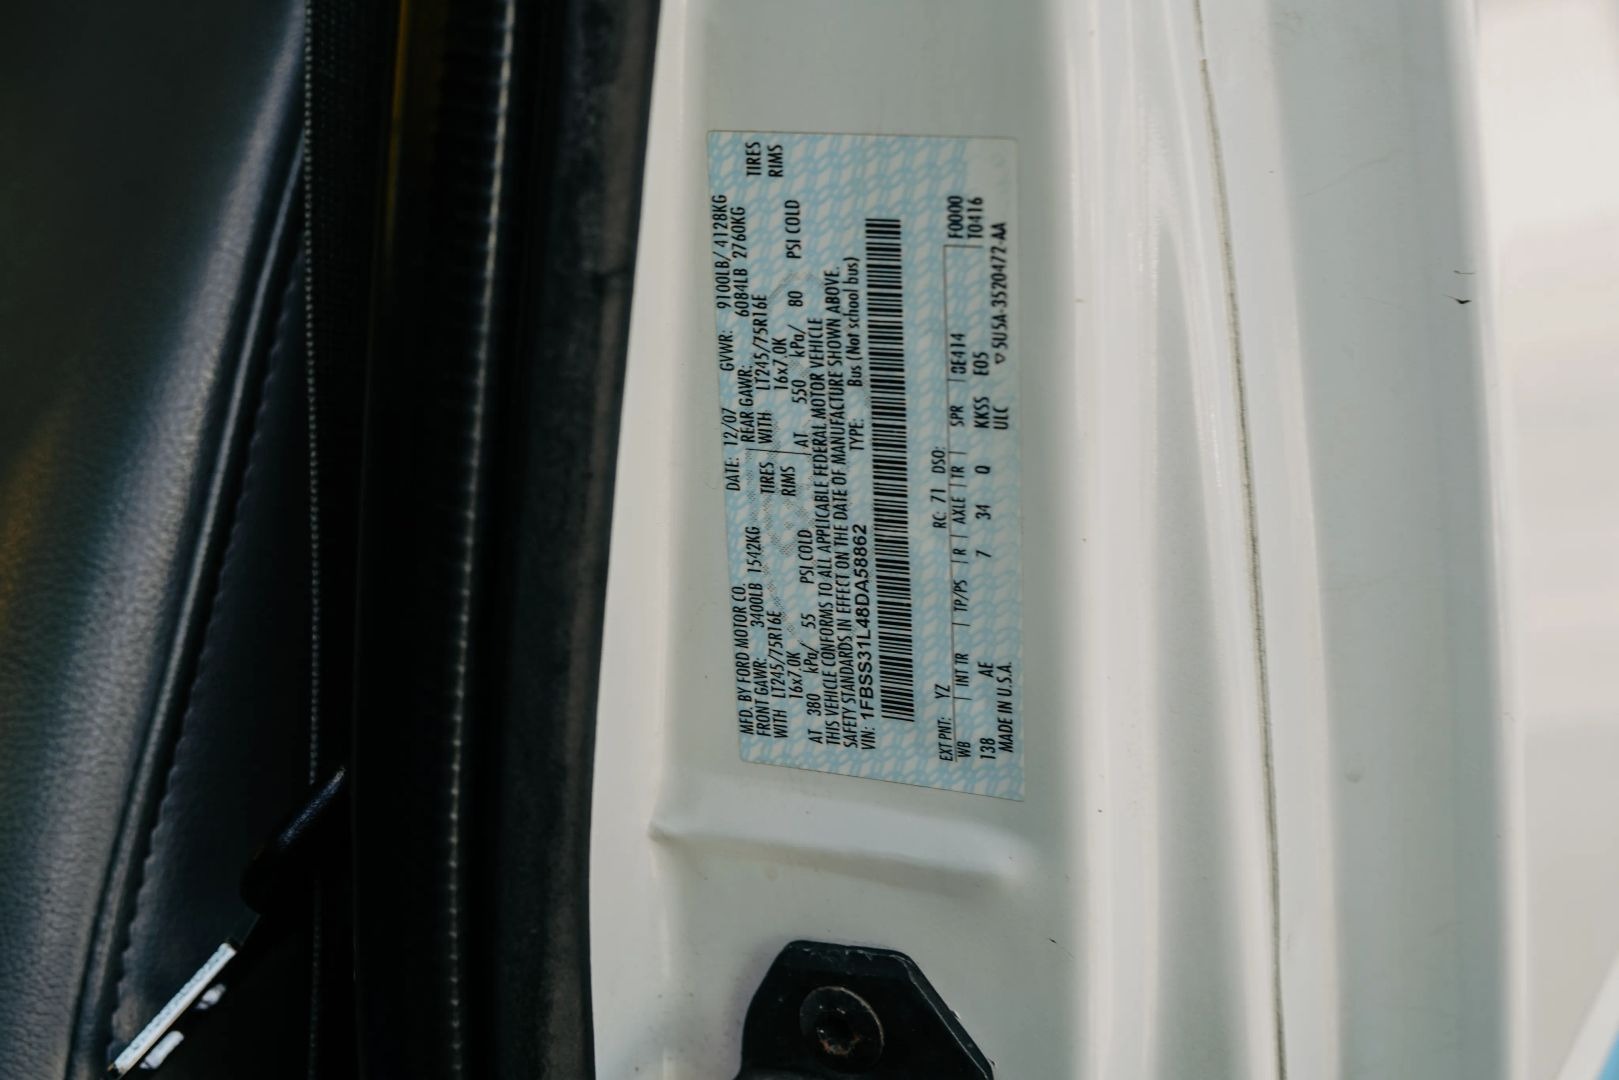 MFD. BY FORD MOTOR CO. DATE: 12/07 GVWR: 9100LB/ 4128KG
FRONT GAWR: 3400LB 1542KG REAR GAWR: 6084LB 2760KG
WITH LT245/75R16E TIRES WITH LT245/75R16E TIRES
16x7.0K RIMS 16x7.0K RIMS
AT 380 kPa/ 55 PSI COLD AT 550 kPa/ 80 PSI COLD
THIS VEHICLE CONFORMS TO ALL APPLICABLE FEDERAL MOTOR VEHICLE
SAFETY STANDARDS IN EFFECT ON THE DATE OF MANUFACTURE SHOWN ABOVE.
VIN: 1FBSS31L48DA58862 TYPE: Bus (Not school bus)
EXT PNT: YZ RC: 71 DSO: F0000
WB | INT TR | TP/PS | R | AXLE | TR | SPR | QE414 T0416
138 AE 7 34 Q KKSS E05
MADE IN U.S.A. ULC ▽ 5U5A-3520472-AA